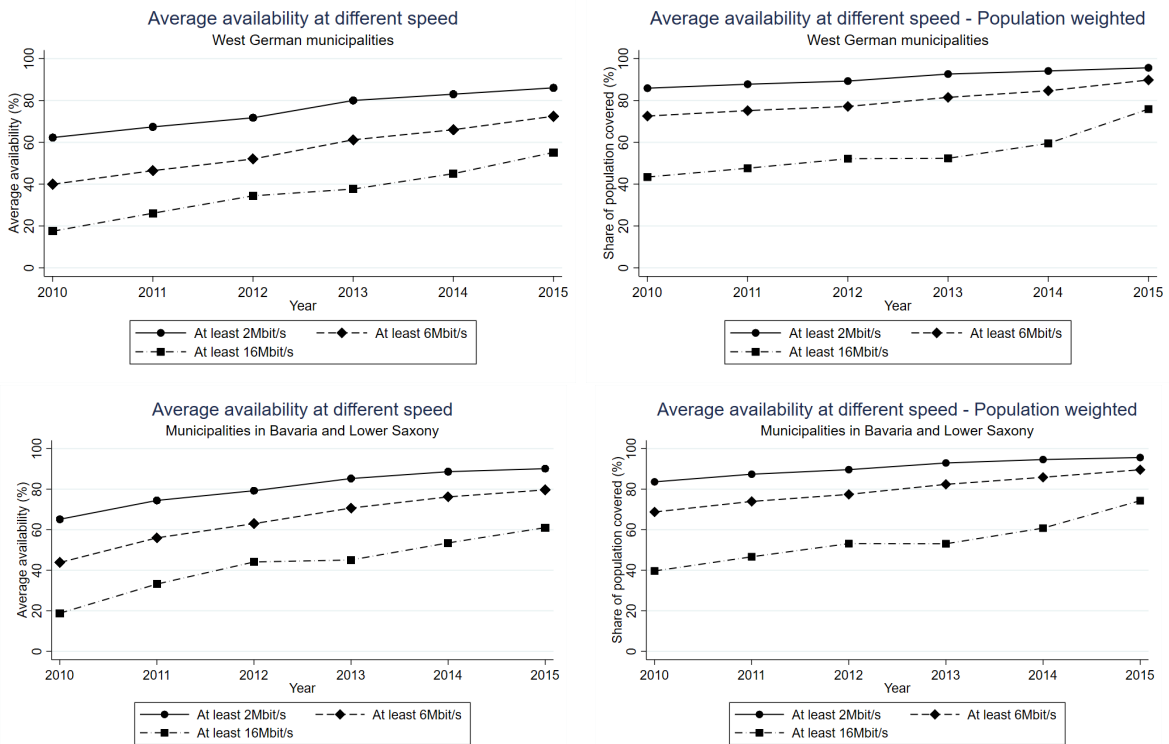 Average availability at different speed
West German municipalities
Average availability (%)
100
80
60
40
20
0
2010 2011 2012 2013 2014 2015
Year
At least 2Mbit/s At least 6Mbit/s
At least 16Mbit/s
Average availability at different speed - Population weighted
West German municipalities
Share of population covered (%)
100
80
60
40
20
0
2010 2011 2012 2013 2014 2015
Year
At least 2Mbit/s At least 6Mbit/s
At least 16Mbit/s
Average availability at different speed
Municipalities in Bavaria and Lower Saxony
Average availability (%)
100
80
60
40
20
0
2010 2011 2012 2013 2014 2015
Year
At least 2Mbit/s At least 6Mbit/s
At least 16Mbit/s
Average availability at different speed - Population weighted
Municipalities in Bavaria and Lower Saxony
Share of population covered (%)
100
80
60
40
20
0
2010 2011 2012 2013 2014 2015
Year
At least 2Mbit/s At least 6Mbit/s
At least 16Mbit/s